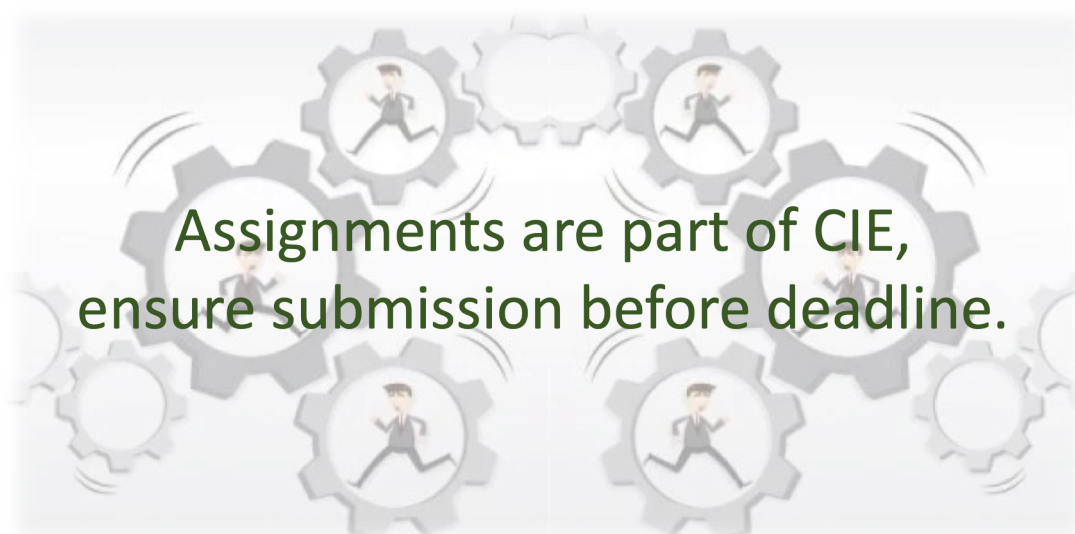 Assignments are part of CIE,
ensure submission before deadline.